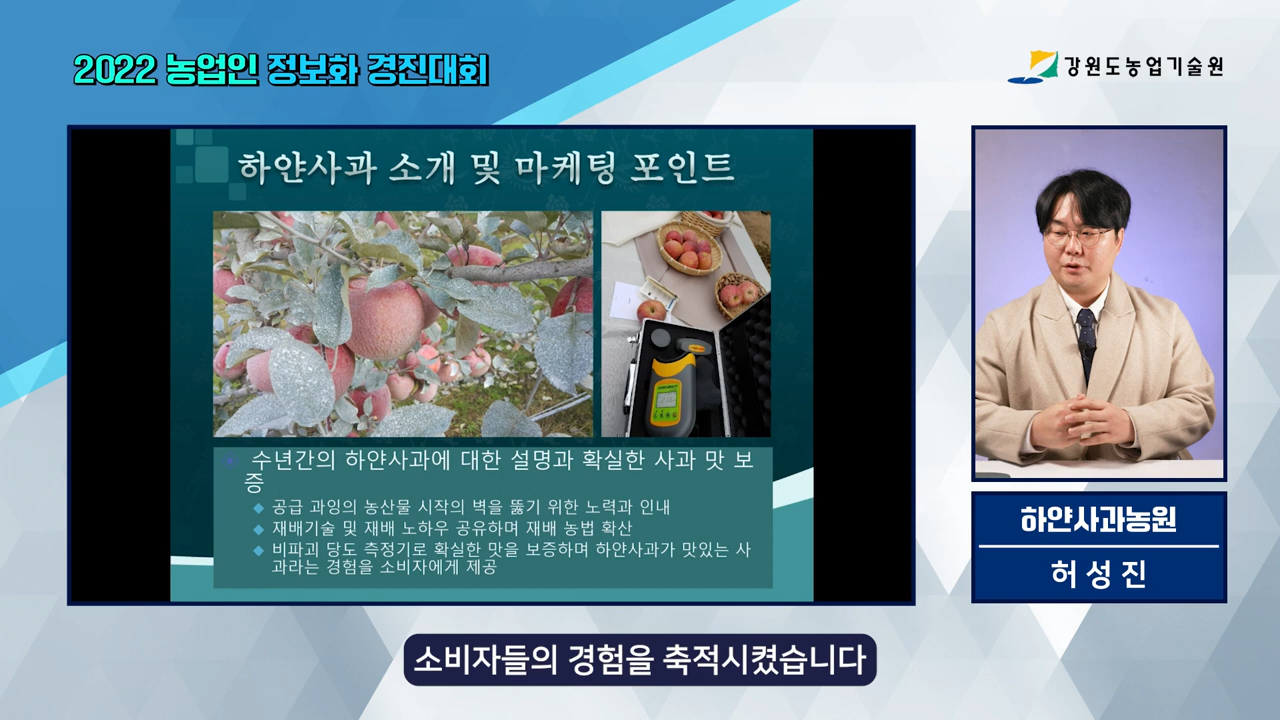 2022 농업인 정보화 경진대회
강원도농업기술원
하얀사과 소개 및 마케팅 포인트
수년간의 하얀사과에 대한 설명과 확실한 사과 맛 보
증
공급 과잉의 농산물 시작의 벽을 뚫기 위한 노력과 인내
재배기술 및 재배 노하우 공유하며 재배 농법 확산
비파괴 당도 측정기로 확실한 맛을 보증하며 하얀사과가 맛있는 사
과라는 경험을 소비자에게 제공
하얀사과농원
허성진
소비자들의 경험을 축적시켰습니다